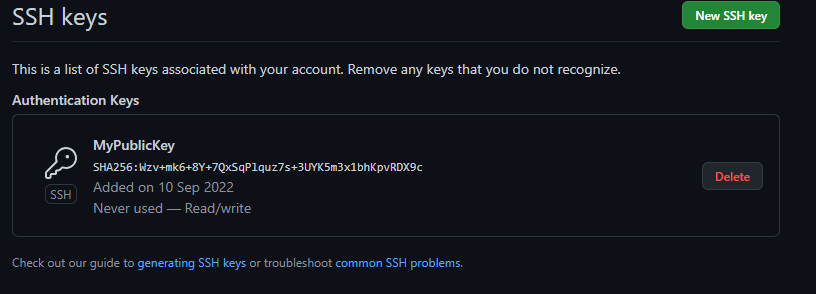 SSH keys
New SSH key
This is a list of SSH keys associated with your account. Remove any keys that you do not recognize.
Authentication Keys
MyPublicKey
SHA256:Wzv+mk6+8Y+7QxSqPlquz7s+3UYK5m3x1bhKpvRDX9c
Added on 10 Sep 2022
Never used — Read/write
SSH
Delete
Check out our guide to generating SSH keys or troubleshoot common SSH problems.